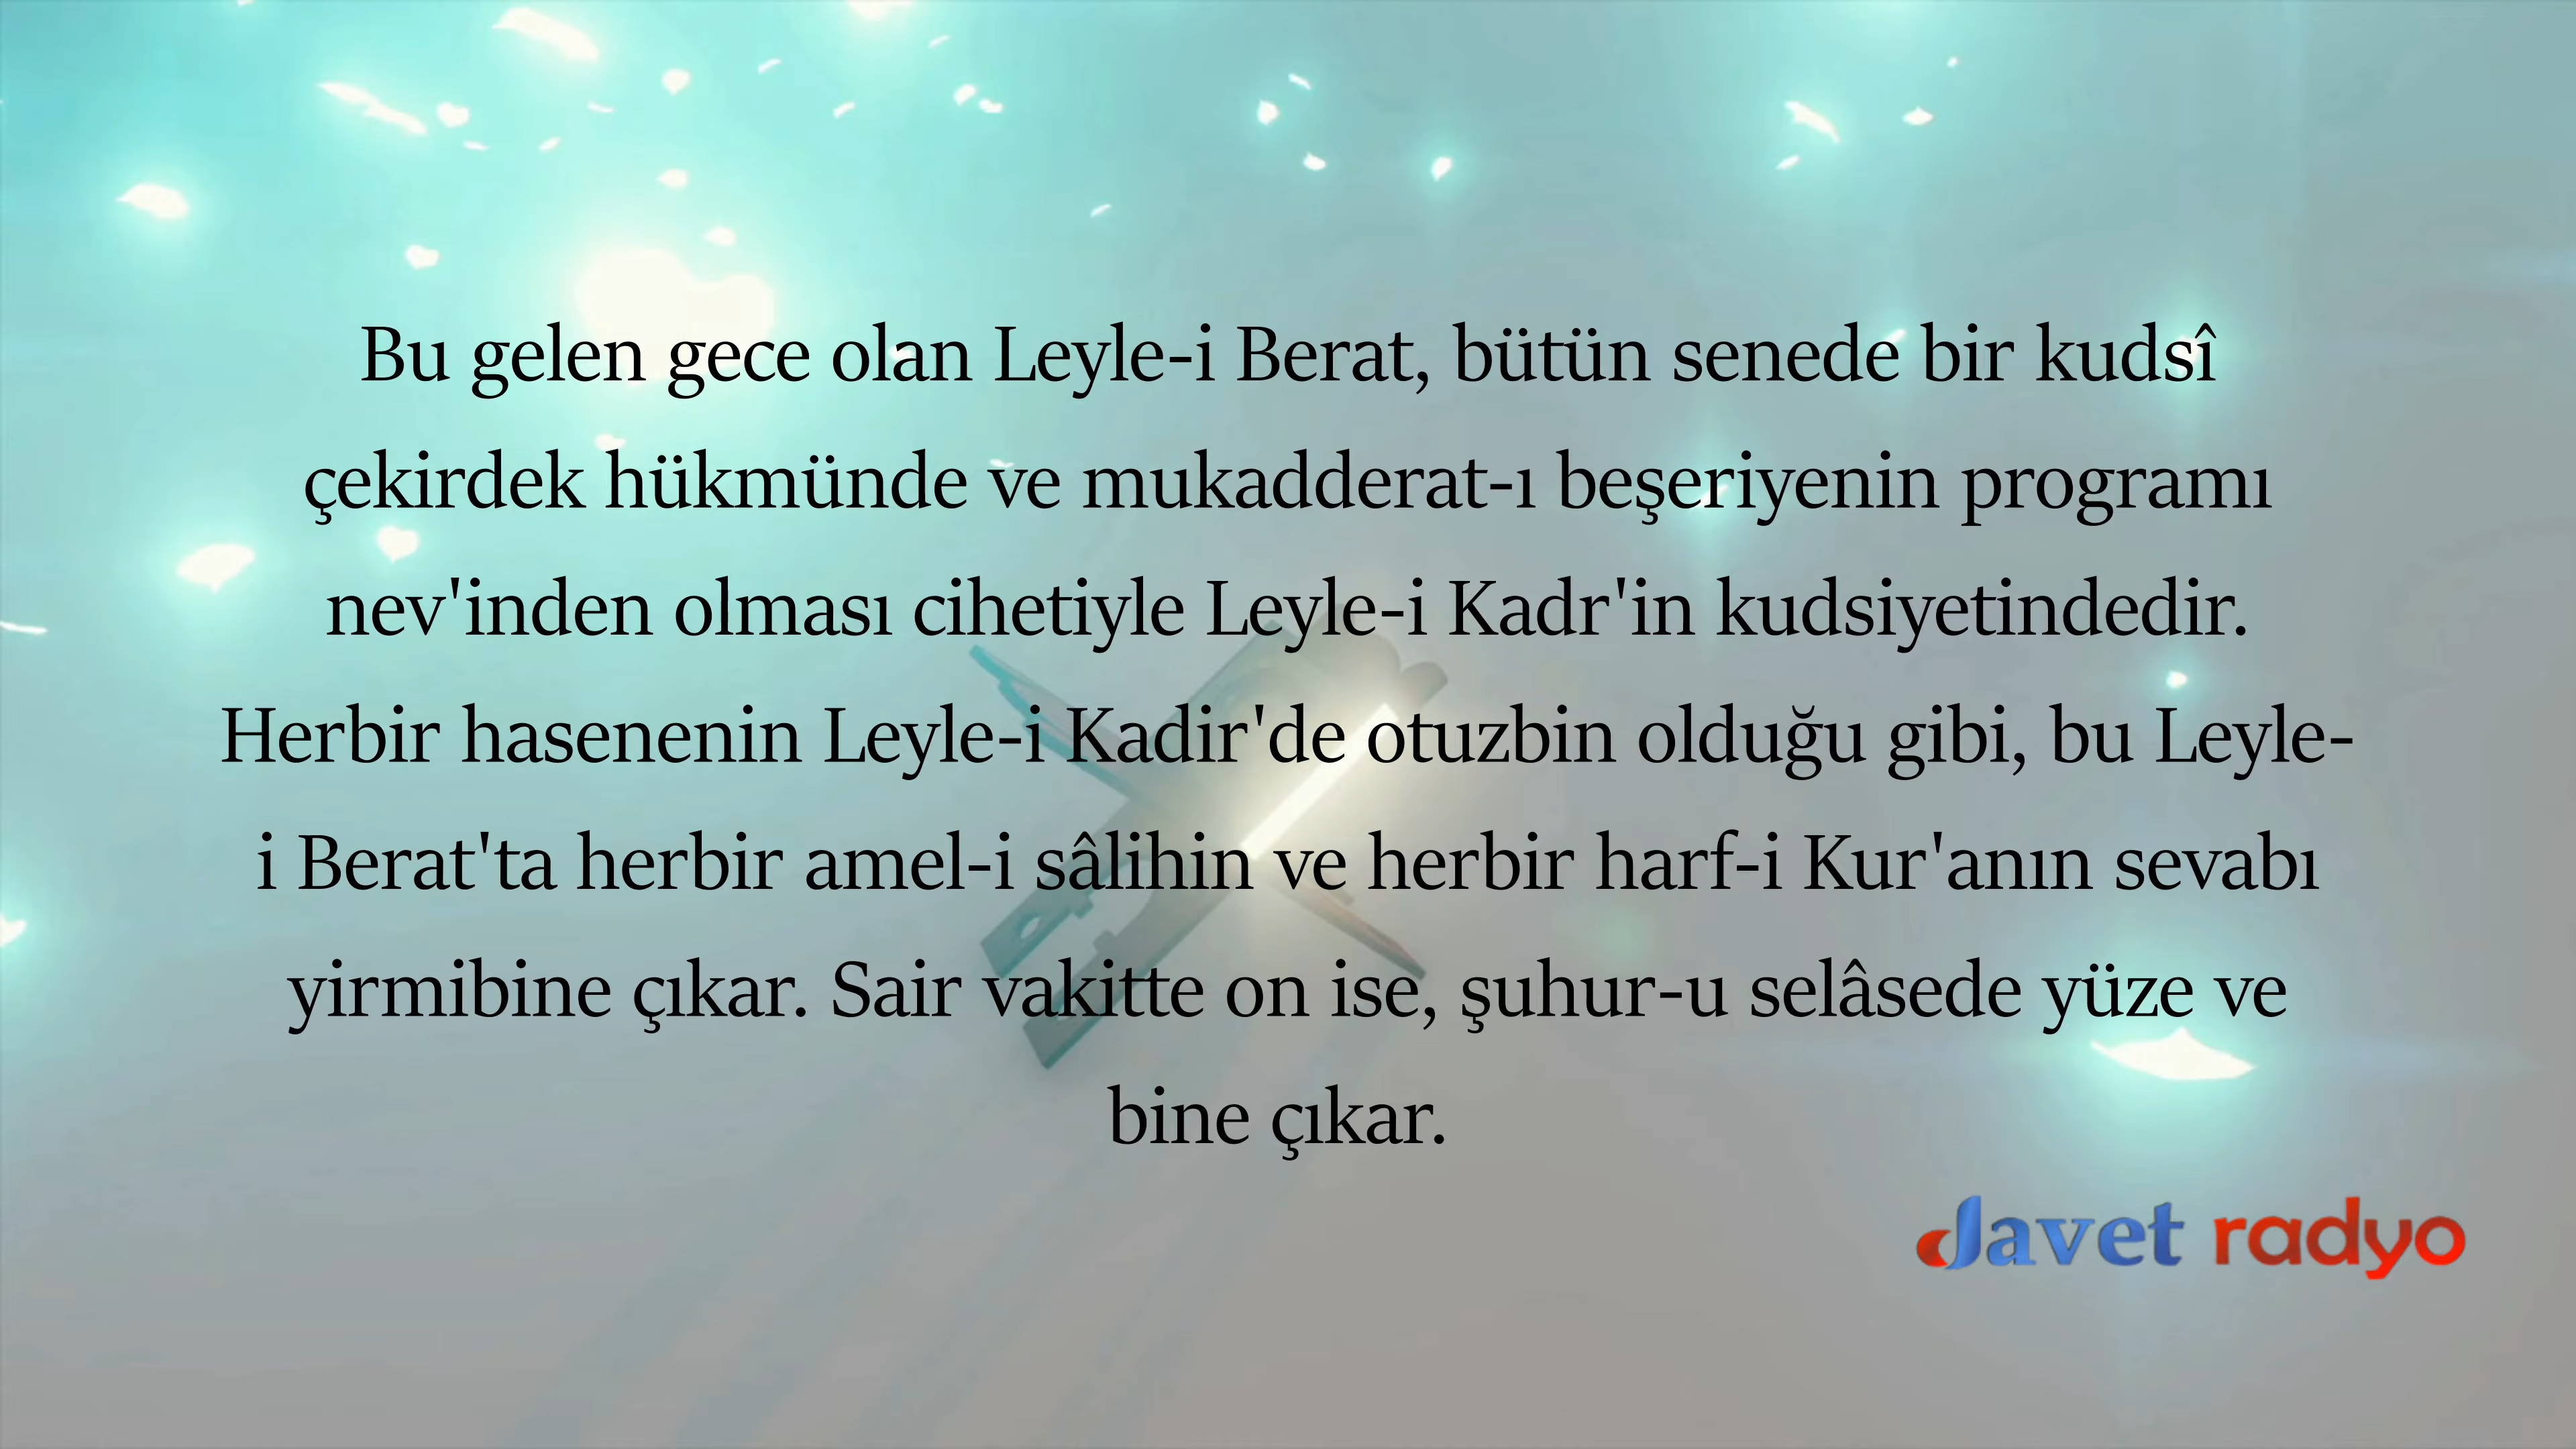 Bu gelen gece olan Leyle-i Berat, bütün senede bir kudsî
çekirdek hükmünde ve mukadderat-ı beşeriyenin programı
nev'inden olması cihetiyle Leyle-i Kadr'in kudsiyetindedir.
Herbir hasenenin Leyle-i Kadir'de otuzbin olduğu gibi, bu Leyle-
i Berat'ta herbir amel-i sâlihin ve herbir harf-i Kur'anın sevabı
yirmibine çıkar. Sair vakitte on ise, şuhur-u selâsede yüze ve
bine çıkar.
davet radyo